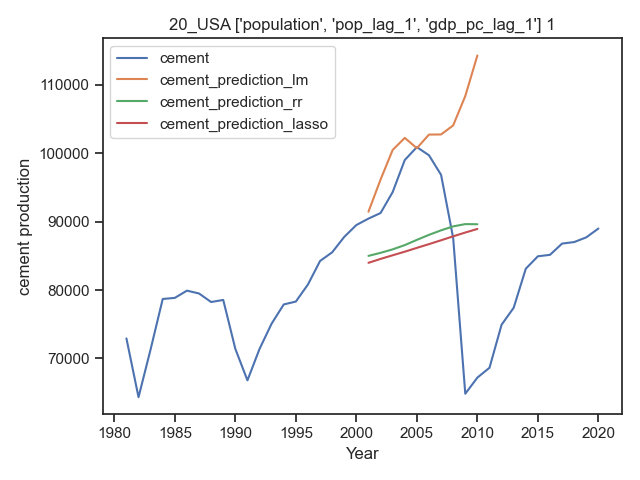 20_USA ['population', 'pop_lag_1', 'gdp_pc_lag_1'] 1
cement
cement_prediction_lm
cement_prediction_rr
cement_prediction_lasso
cement production
110000
100000
90000
80000
70000
1980 1985 1990 1995 2000 2005 2010 2015 2020
Year